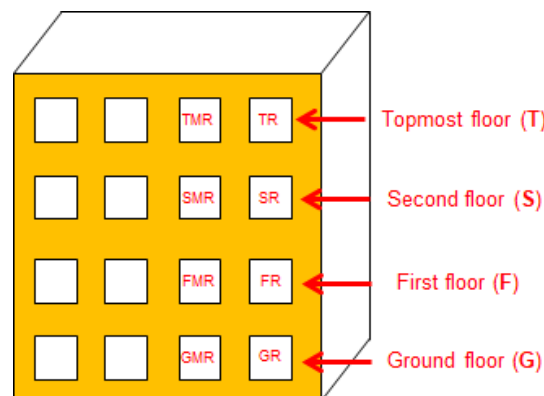 TMR TR Topmost floor (T)
SMR SR Second floor (S)
FMR FR First floor (F)
GMR GR Ground floor (G)